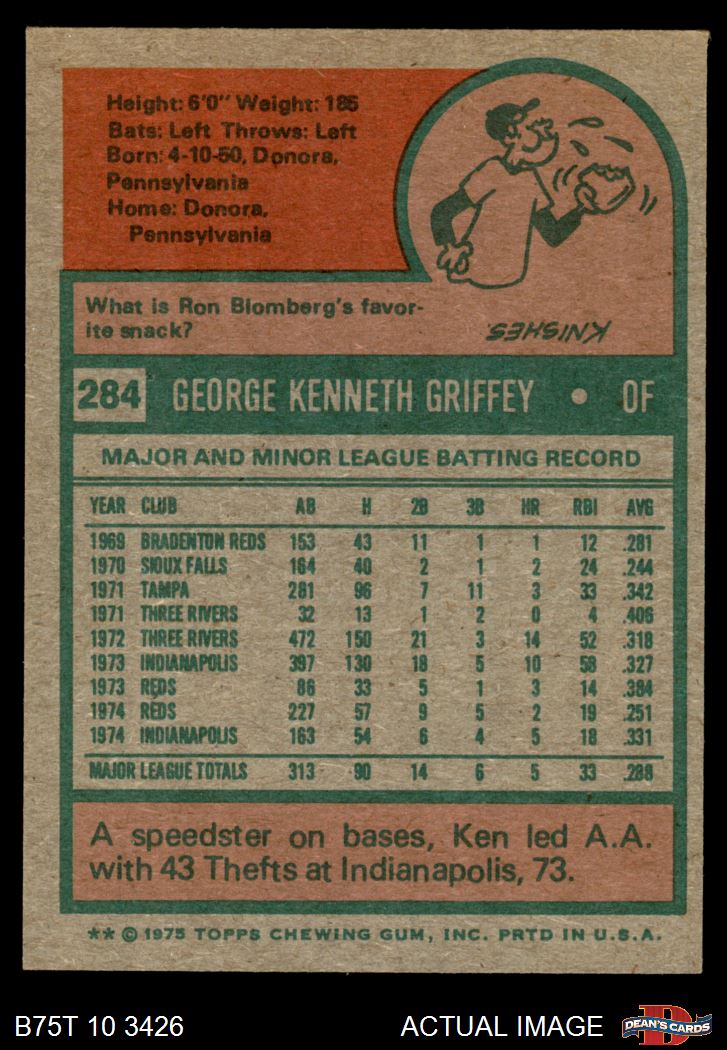 Height: 6'0" Weight: 185
Bats: Left Throws: Left
Born: 4-10-50, Donora,
Pennsylvania
Home: Donora,
Pennsylvania
What is Ron Blomberg's favor-
ite snack?
KNISHES.
284 GEORGE KENNETH GRIFFEY • OF
MAJOR AND MINOR LEAGUE BATTING RECORD
YEAR CLUB AB H 2B 3B HR RBI AVG
1969 BRADENTON REDS 153 43 11 1 1 12 .281
1970 SIOUX FALLS 164 40 2 1 2 24 .244
1971 TAMPA 281 96 7 11 3 33 .342
1971 THREE RIVERS 32 13 1 2 0 4 .406
1972 THREE RIVERS 472 150 21 3 14 52 .318
1973 INDIANAPOLIS 397 130 18 5 10 58 .327
1973 REDS 86 33 5 1 3 14 .384
1974 REDS 227 57 9 5 2 19 .251
1974 INDIANAPOLIS 163 54 6 4 5 18 .331
MAJOR LEAGUE TOTALS 313 90 14 6 5 33 .288
A speedster on bases, Ken led A.A.
with 43 Thefts at Indianapolis, 73.
** © 1975 TOPPS CHEWING GUM, INC. PRTD IN U.S.A.
B75T 10 3426 ACTUAL IMAGE D DEAN'S CARDS